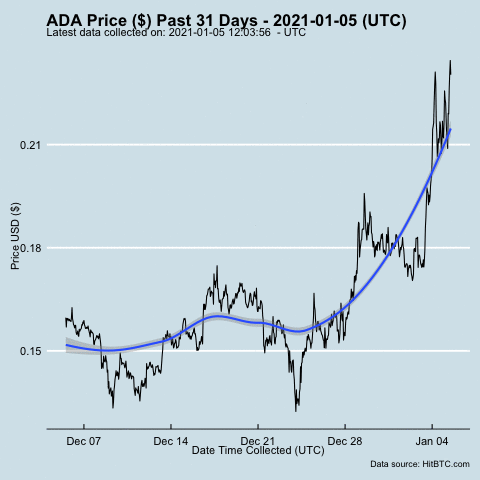 ADA Price ($) Past 31 Days - 2021-01-05 (UTC)
Latest data collected on: 2021-01-05 12:03:56 - UTC
0.21
0.18
0.15
Price USD ($)
Dec 07
Dec 14
Dec 21
Dec 28
Jan 04
Date Time Collected (UTC)
Data source: HitBTC.com